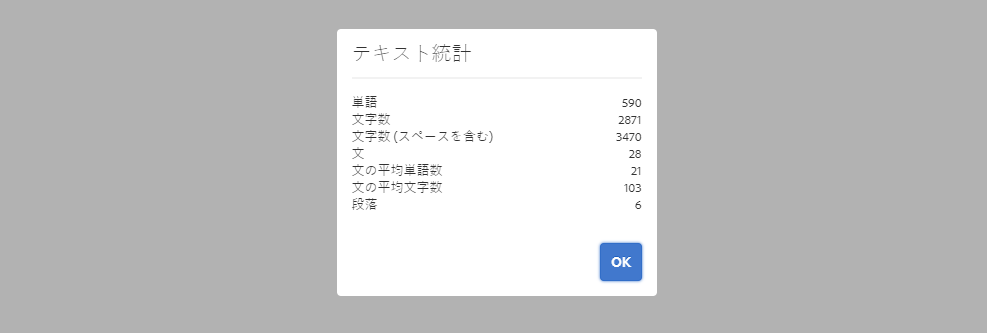 テキスト統計
単語 590
文字数 2871
文字数 (スペースを含む) 3470
文 28
文の平均単語数 21
文の平均文字数 103
段落 6
OK